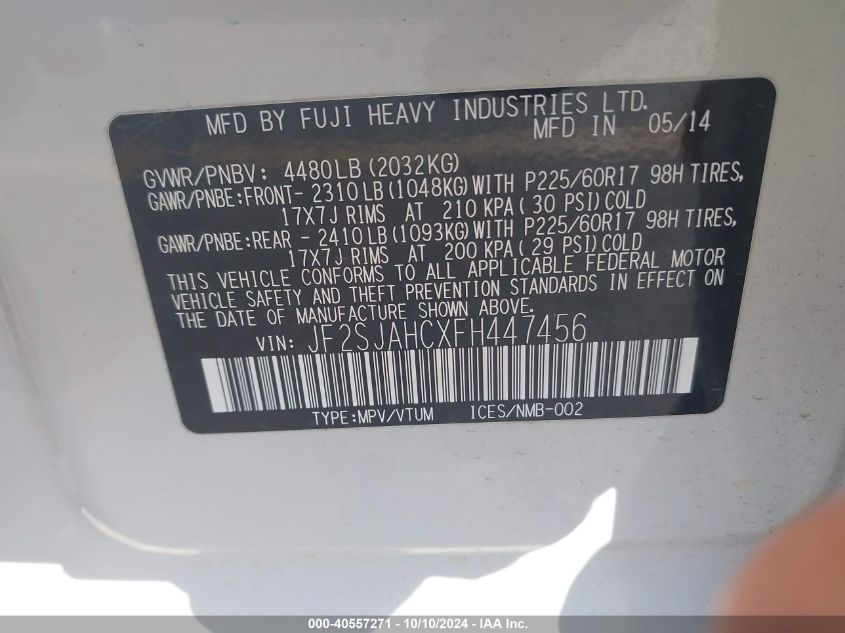 MFD BY FUJI HEAVY INDUSTRIES LTD.
MFD IN 05/14
GVWR/PNBV: 4480LB (2032KG)
GAWR/PNBE:FRONT- 2310LB (1048KG) WITH P225/60R17 98H TIRES,
17X7J RIMS AT 210 KPA( 30 PSI) COLD
GAWR/PNBE:REAR - 2410LB (1093KG) WITH P225/60R17 98H TIRES,
17X7J RIMS AT 200 KPA( 29 PSI) COLD
THIS VEHICLE CONFORMS TO ALL APPLICABLE FEDERAL MOTOR
VEHICLE SAFETY AND THEFT PREVENTION STANDARDS IN EFFECT ON
THE DATE OF MANUFACTURE SHOWN ABOVE.
VIN: JF2SJAHCXFH447456
TYPE:MPV/VTUM ICES/NMB-002
000-40557271 - 10/10/2024 - IAA Inc.